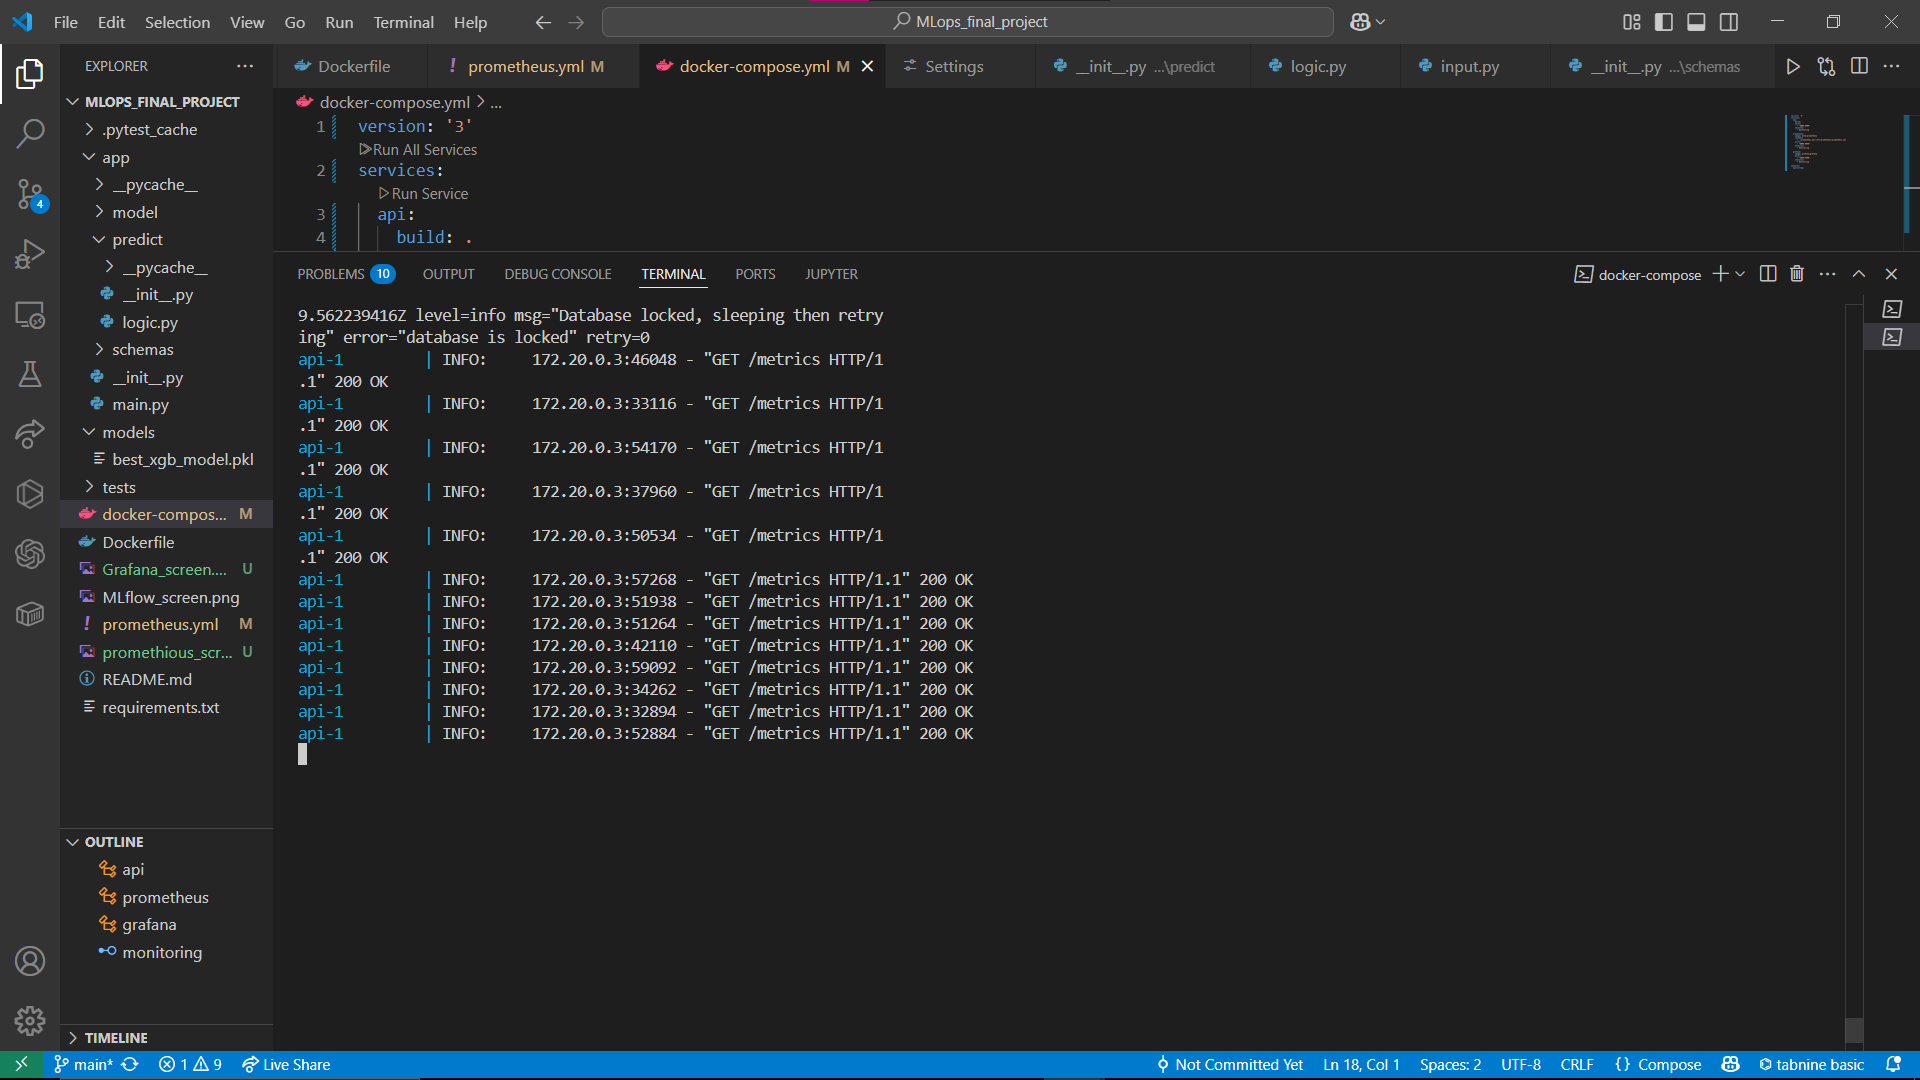 File Edit Selection View Go Run Terminal Help
MLops_final_project
EXPLORER
MLOPS_FINAL_PROJECT
.pytest_cache
app
__pycache__
model
predict
__pycache__
__init__.py
logic.py
schemas
__init__.py
main.py
models
best_xgb_model.pkl
tests
docker-compos... M
Dockerfile
Grafana_screen.... U
MLflow_screen.png
prometheus.yml M
promethious_scr... U
README.md
requirements.txt
OUTLINE
api
prometheus
grafana
monitoring
TIMELINE
4
Dockerfile
! prometheus.yml M
docker-compose.yml M
Settings
__init__.py ...\predict
logic.py
input.py
__init__.py ...\schemas
docker-compose.yml > ...
1 version: '3'
Run All Services
2 services:
Run Service
3 api:
4 build: .
PROBLEMS 10 OUTPUT DEBUG CONSOLE TERMINAL PORTS JUPYTER
docker-compose
9.562239416Z level=info msg="Database locked, sleeping then retry
ing" error="database is locked" retry=0
api-1 | INFO: 172.20.0.3:46048 - "GET /metrics HTTP/1
.1" 200 OK
api-1 | INFO: 172.20.0.3:33116 - "GET /metrics HTTP/1
.1" 200 OK
api-1 | INFO: 172.20.0.3:54170 - "GET /metrics HTTP/1
.1" 200 OK
api-1 | INFO: 172.20.0.3:37960 - "GET /metrics HTTP/1
.1" 200 OK
api-1 | INFO: 172.20.0.3:50534 - "GET /metrics HTTP/1
.1" 200 OK
api-1 | INFO: 172.20.0.3:57268 - "GET /metrics HTTP/1.1" 200 OK
api-1 | INFO: 172.20.0.3:51938 - "GET /metrics HTTP/1.1" 200 OK
api-1 | INFO: 172.20.0.3:51264 - "GET /metrics HTTP/1.1" 200 OK
api-1 | INFO: 172.20.0.3:42110 - "GET /metrics HTTP/1.1" 200 OK
api-1 | INFO: 172.20.0.3:59092 - "GET /metrics HTTP/1.1" 200 OK
api-1 | INFO: 172.20.0.3:34262 - "GET /metrics HTTP/1.1" 200 OK
api-1 | INFO: 172.20.0.3:32894 - "GET /metrics HTTP/1.1" 200 OK
api-1 | INFO: 172.20.0.3:52884 - "GET /metrics HTTP/1.1" 200 OK
main* 1 9 Live Share
Not Committed Yet Ln 18, Col 1 Spaces: 2 UTF-8 CRLF {} Compose tabnine basic